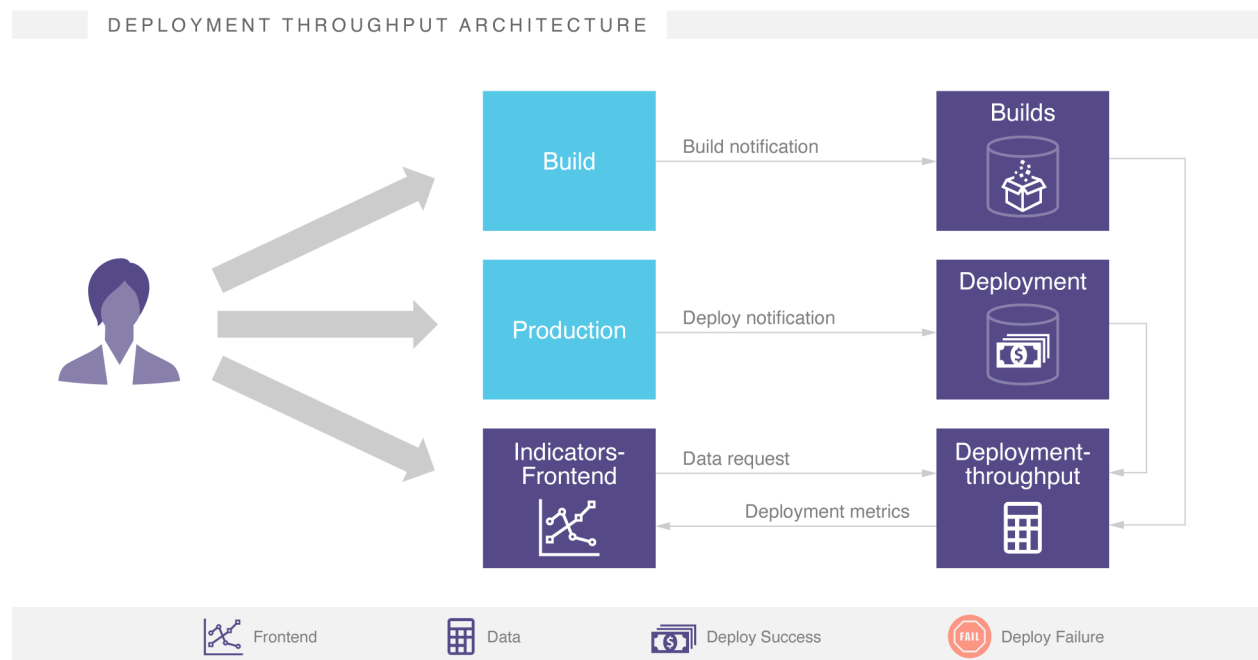 DEPLOYMENT THROUGHPUT ARCHITECTURE
Build
Build notification
Builds
Production
Deploy notification
Deployment
$
Indicators-
Frontend
Data request
Deployment metrics
Deployment-
throughput
Frontend
Data
$
Deploy Success
FAIL
Deploy Failure